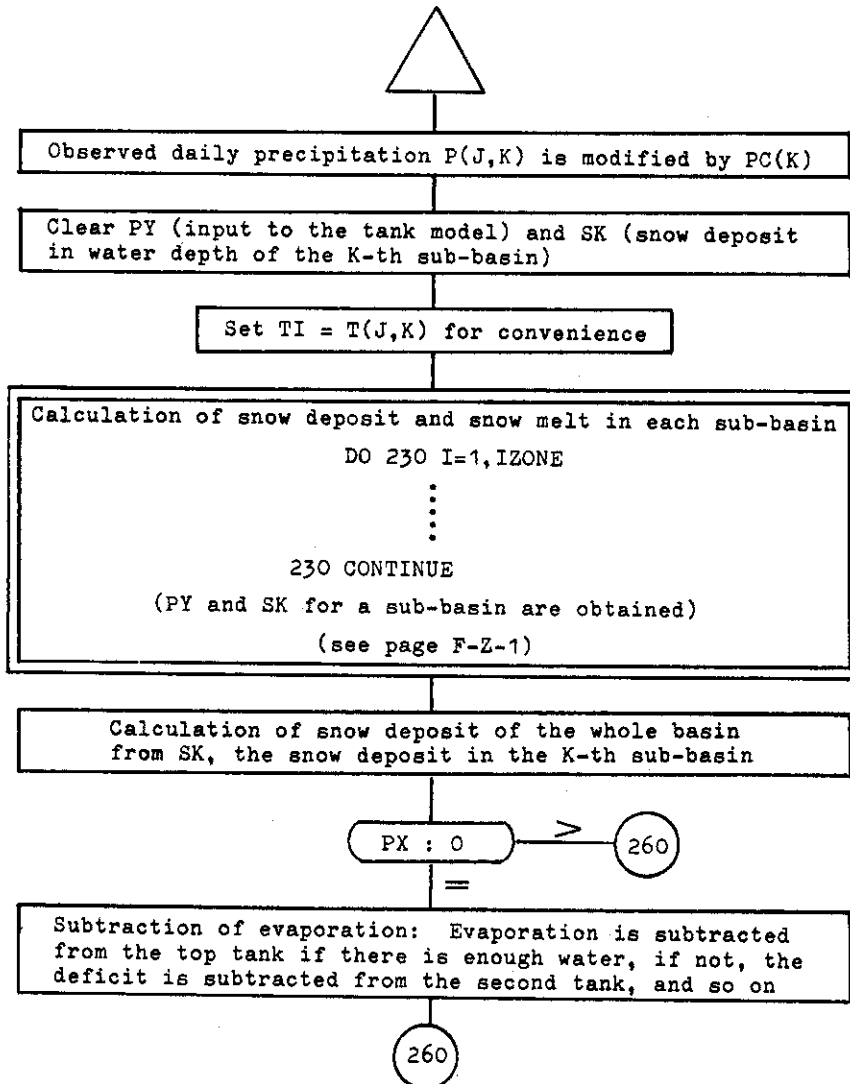 Observed daily precipitation P(J,K) is modified by PC(K)
Clear PY (input to the tank model) and SK (snow deposit
in water depth of the K-th sub-basin)
Set TI = T(J,K) for convenience
Calculation of snow deposit and snow melt in each sub-basin
DO 230 I=1,IZONE
230 CONTINUE
(PY and SK for a sub-basin are obtained)
(see page F-Z-1)
Calculation of snow deposit of the whole basin
from SK, the snow deposit in the K-th sub-basin
PX : 0
>
260
=
Subtraction of evaporation: Evaporation is subtracted
from the top tank if there is enough water, if not, the
deficit is subtracted from the second tank, and so on
260